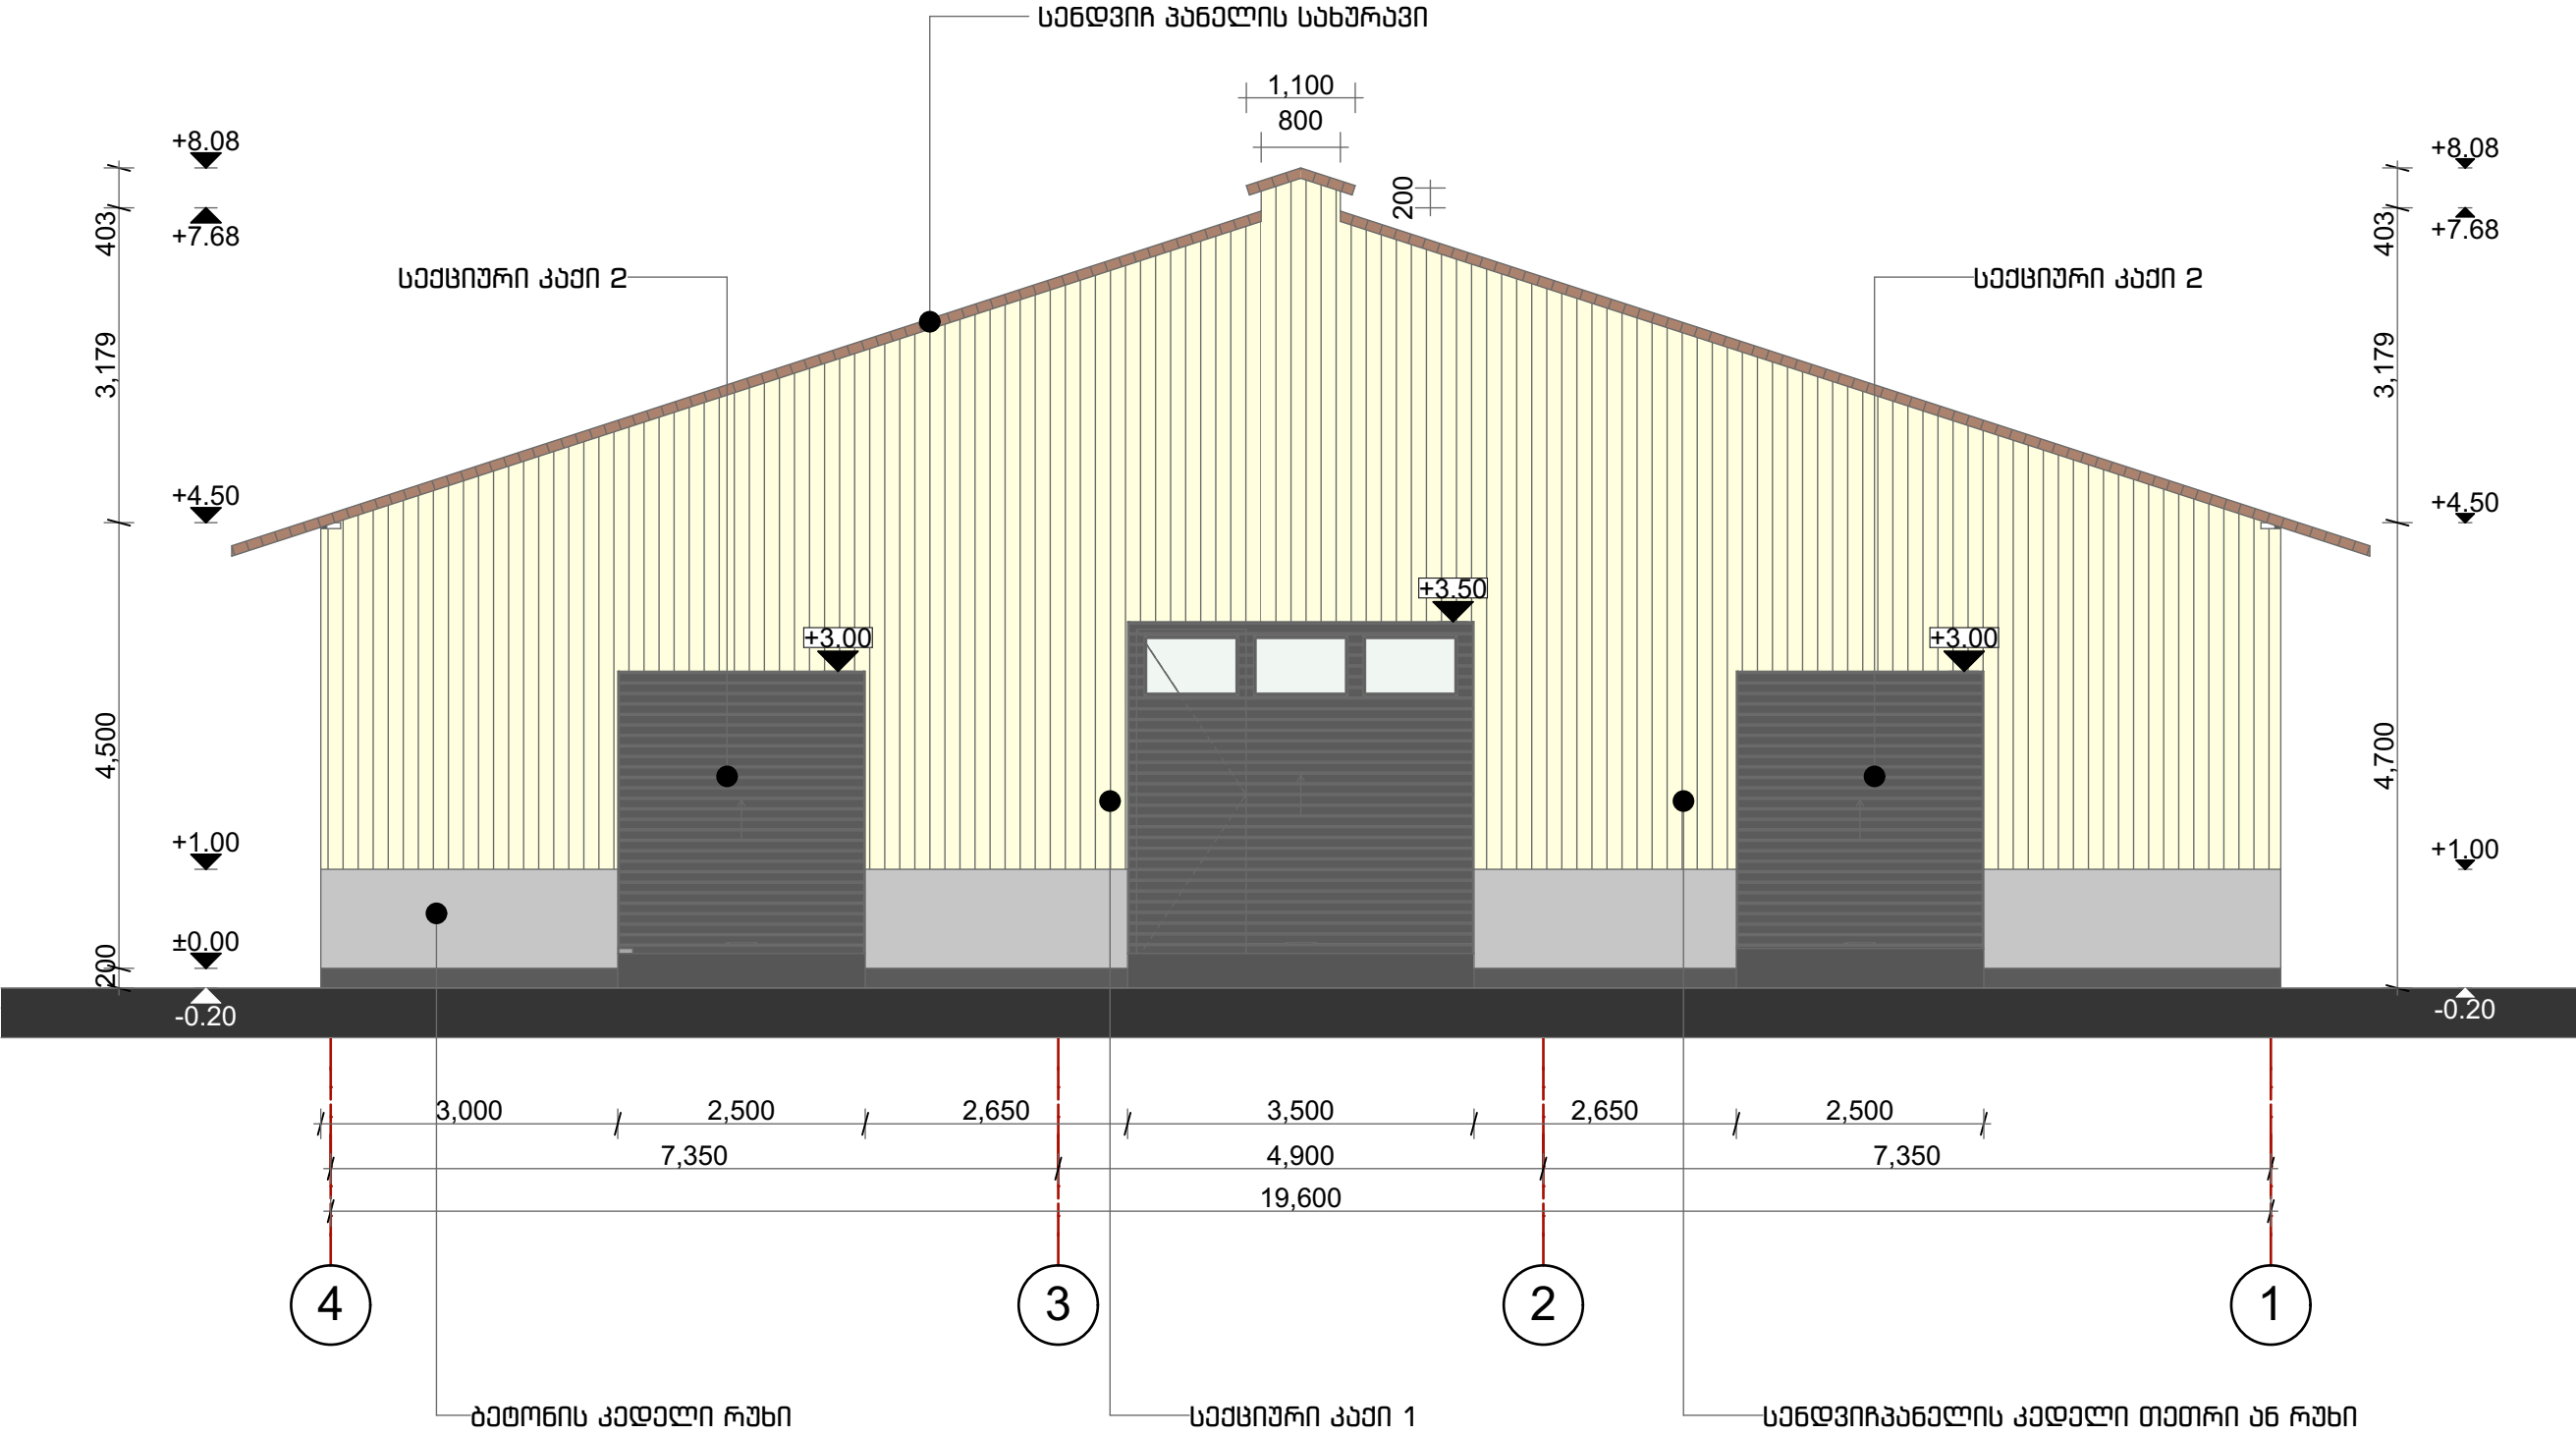 სენდვიჩ პანელის სახურავი
1,100
800
+8.08
+8.08
200
403
+7.68
403
+7.68
სექციური კაქი 2
სექციური კაქი 2
3,179
3,179
+4.50
+4.50
+3.50
+3.00
+3.00
4,500
4,700
+1.00
+1.00
±0.00
200
-0.20
-0.20
3,000 2,500 2,650 3,500 2,650 2,500
7,350 4,900 7,350
19,600
4 3 2 1
ბეტონის კედელი რუხი
სექციური კაქი 1
სენდვიჩპანელის კედელი თეთრი ან რუხი